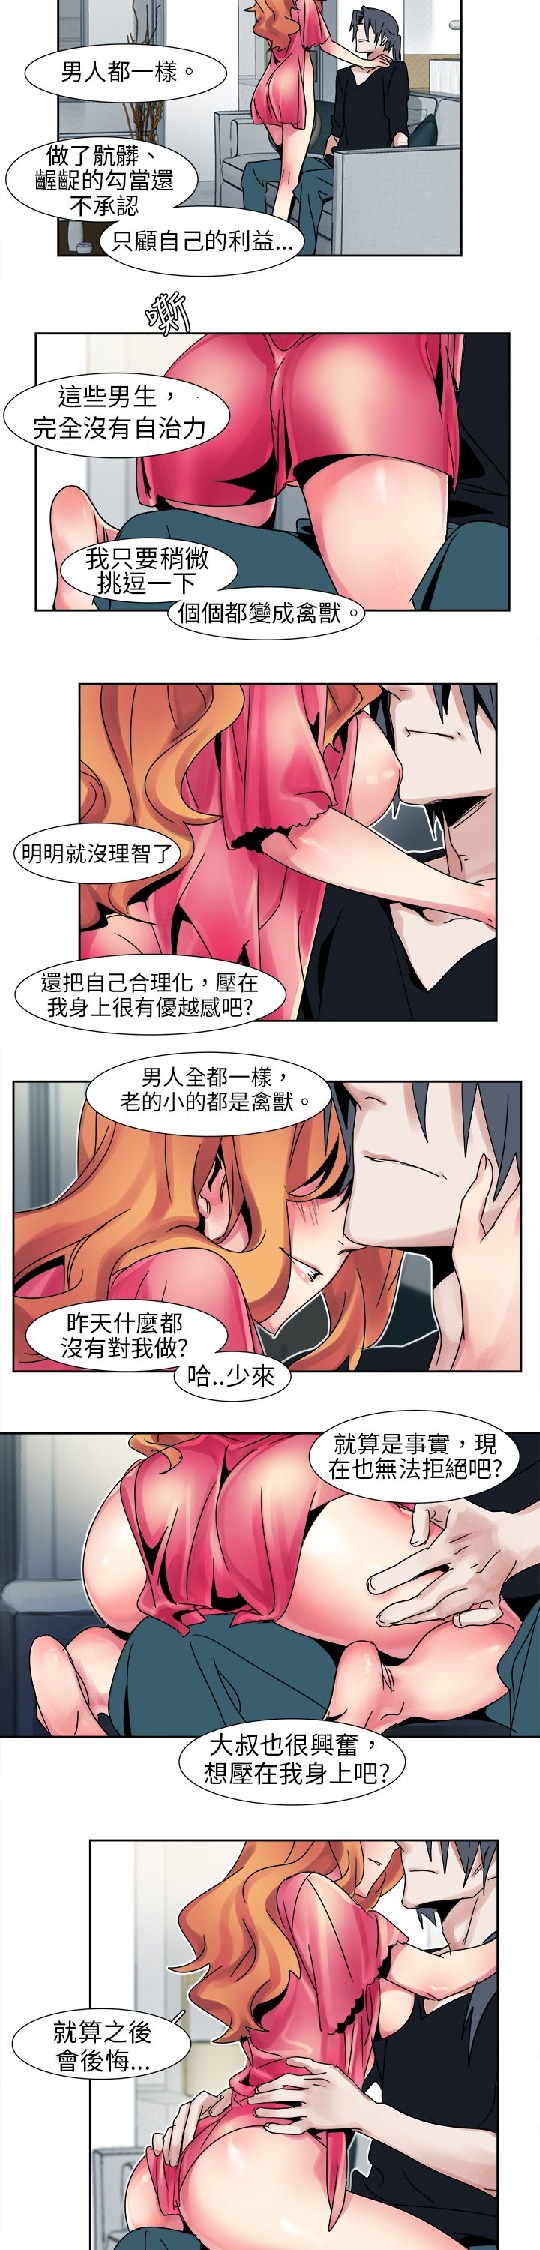 男人都一樣。
做了骯髒、
齷齪的勾當還
不承認
只顧自己的利益...
嘶
這些男生，
完全沒有自治力
我只要稍微
挑逗一下
個個都變成禽獸。
明明就沒理智了
還把自己合理化，壓在
我身上很有優越感吧?
男人全都一樣，
老的小的都是禽獸。
昨天什麼都
沒有對我做?
哈..少來
就算是事實，現
在也無法拒絕吧?
大叔也很興奮，
想壓在我身上吧?
就算之後
會後悔...